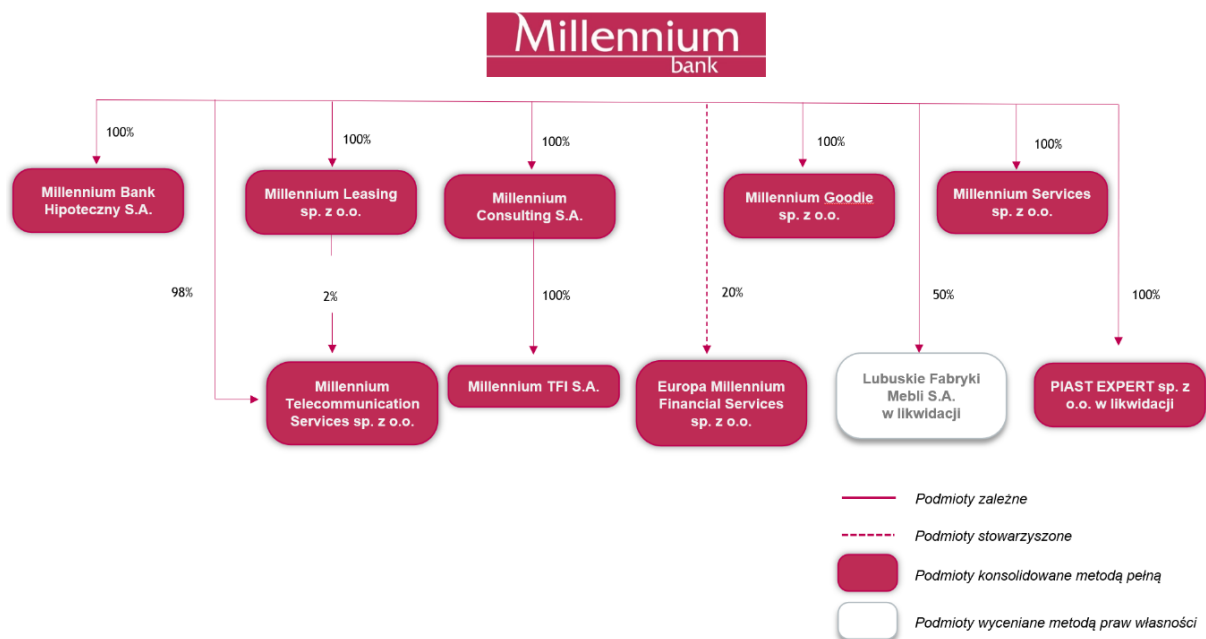 Millennium
bank
100%
100%
100%
100%
100%
Millennium Bank
Hipoteczny S.A.
Millennium Leasing
sp. z o.o.
Millennium
Consulting S.A.
Millennium Goodie
sp. z o.o.
Millennium Services
sp. z o.o.
98%
2%
100%
20%
50%
100%
Millennium
Telecommunication
Services sp. z o.o.
Millennium TFI S.A.
Europa Millennium
Financial Services
sp. z o.o.
Lubuskie Fabryki
Mebli S.A.
w likwidacji
PIAST EXPERT sp. z
o.o. w likwidacji
Podmioty zależne
Podmioty stowarzyszone
Podmioty konsolidowane metodą pełną
Podmioty wyceniane metodą praw własności